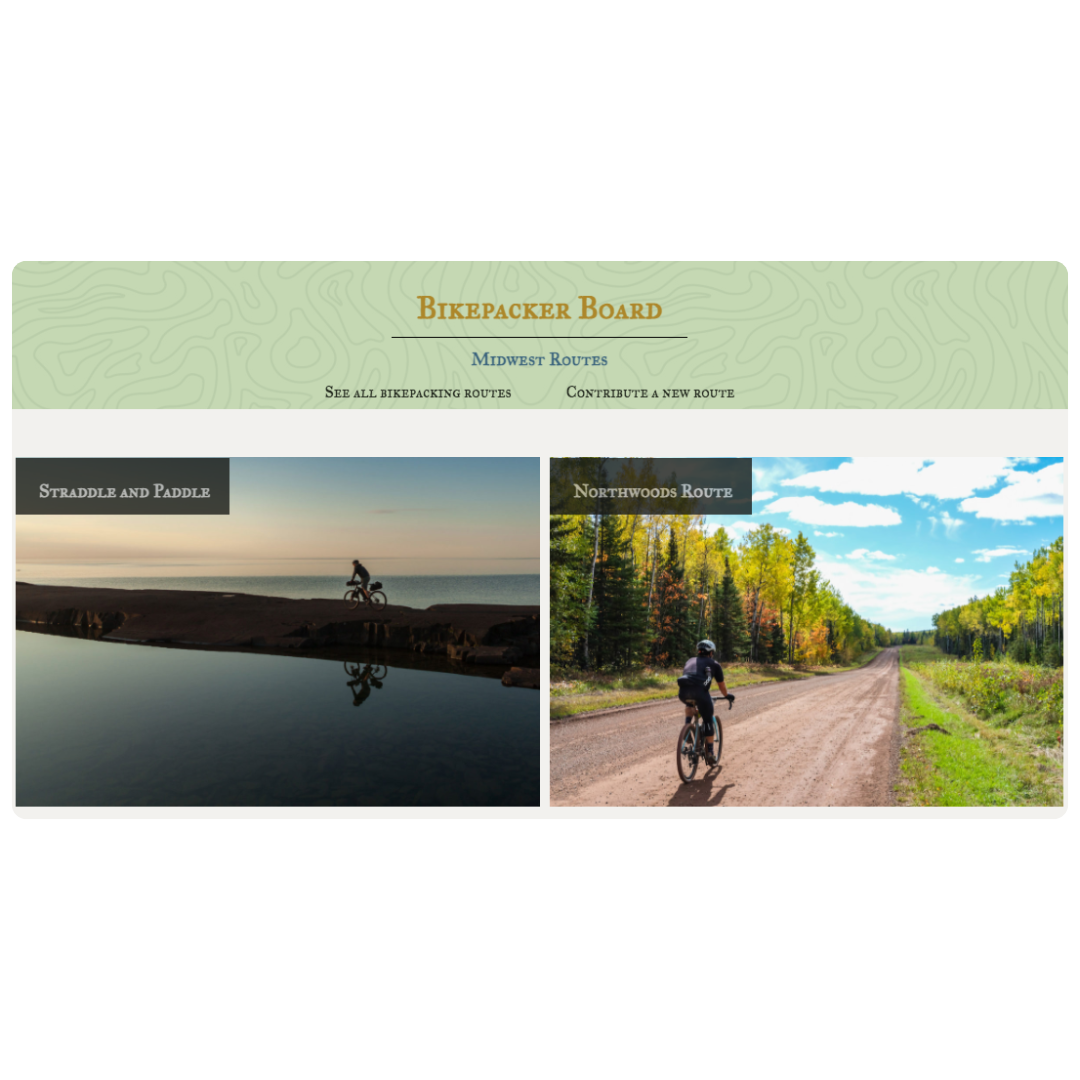 Bikepacker Board
Midwest Routes
See all bikepacking routes
Contribute a new route
Straddle and Paddle
Northwoods Route